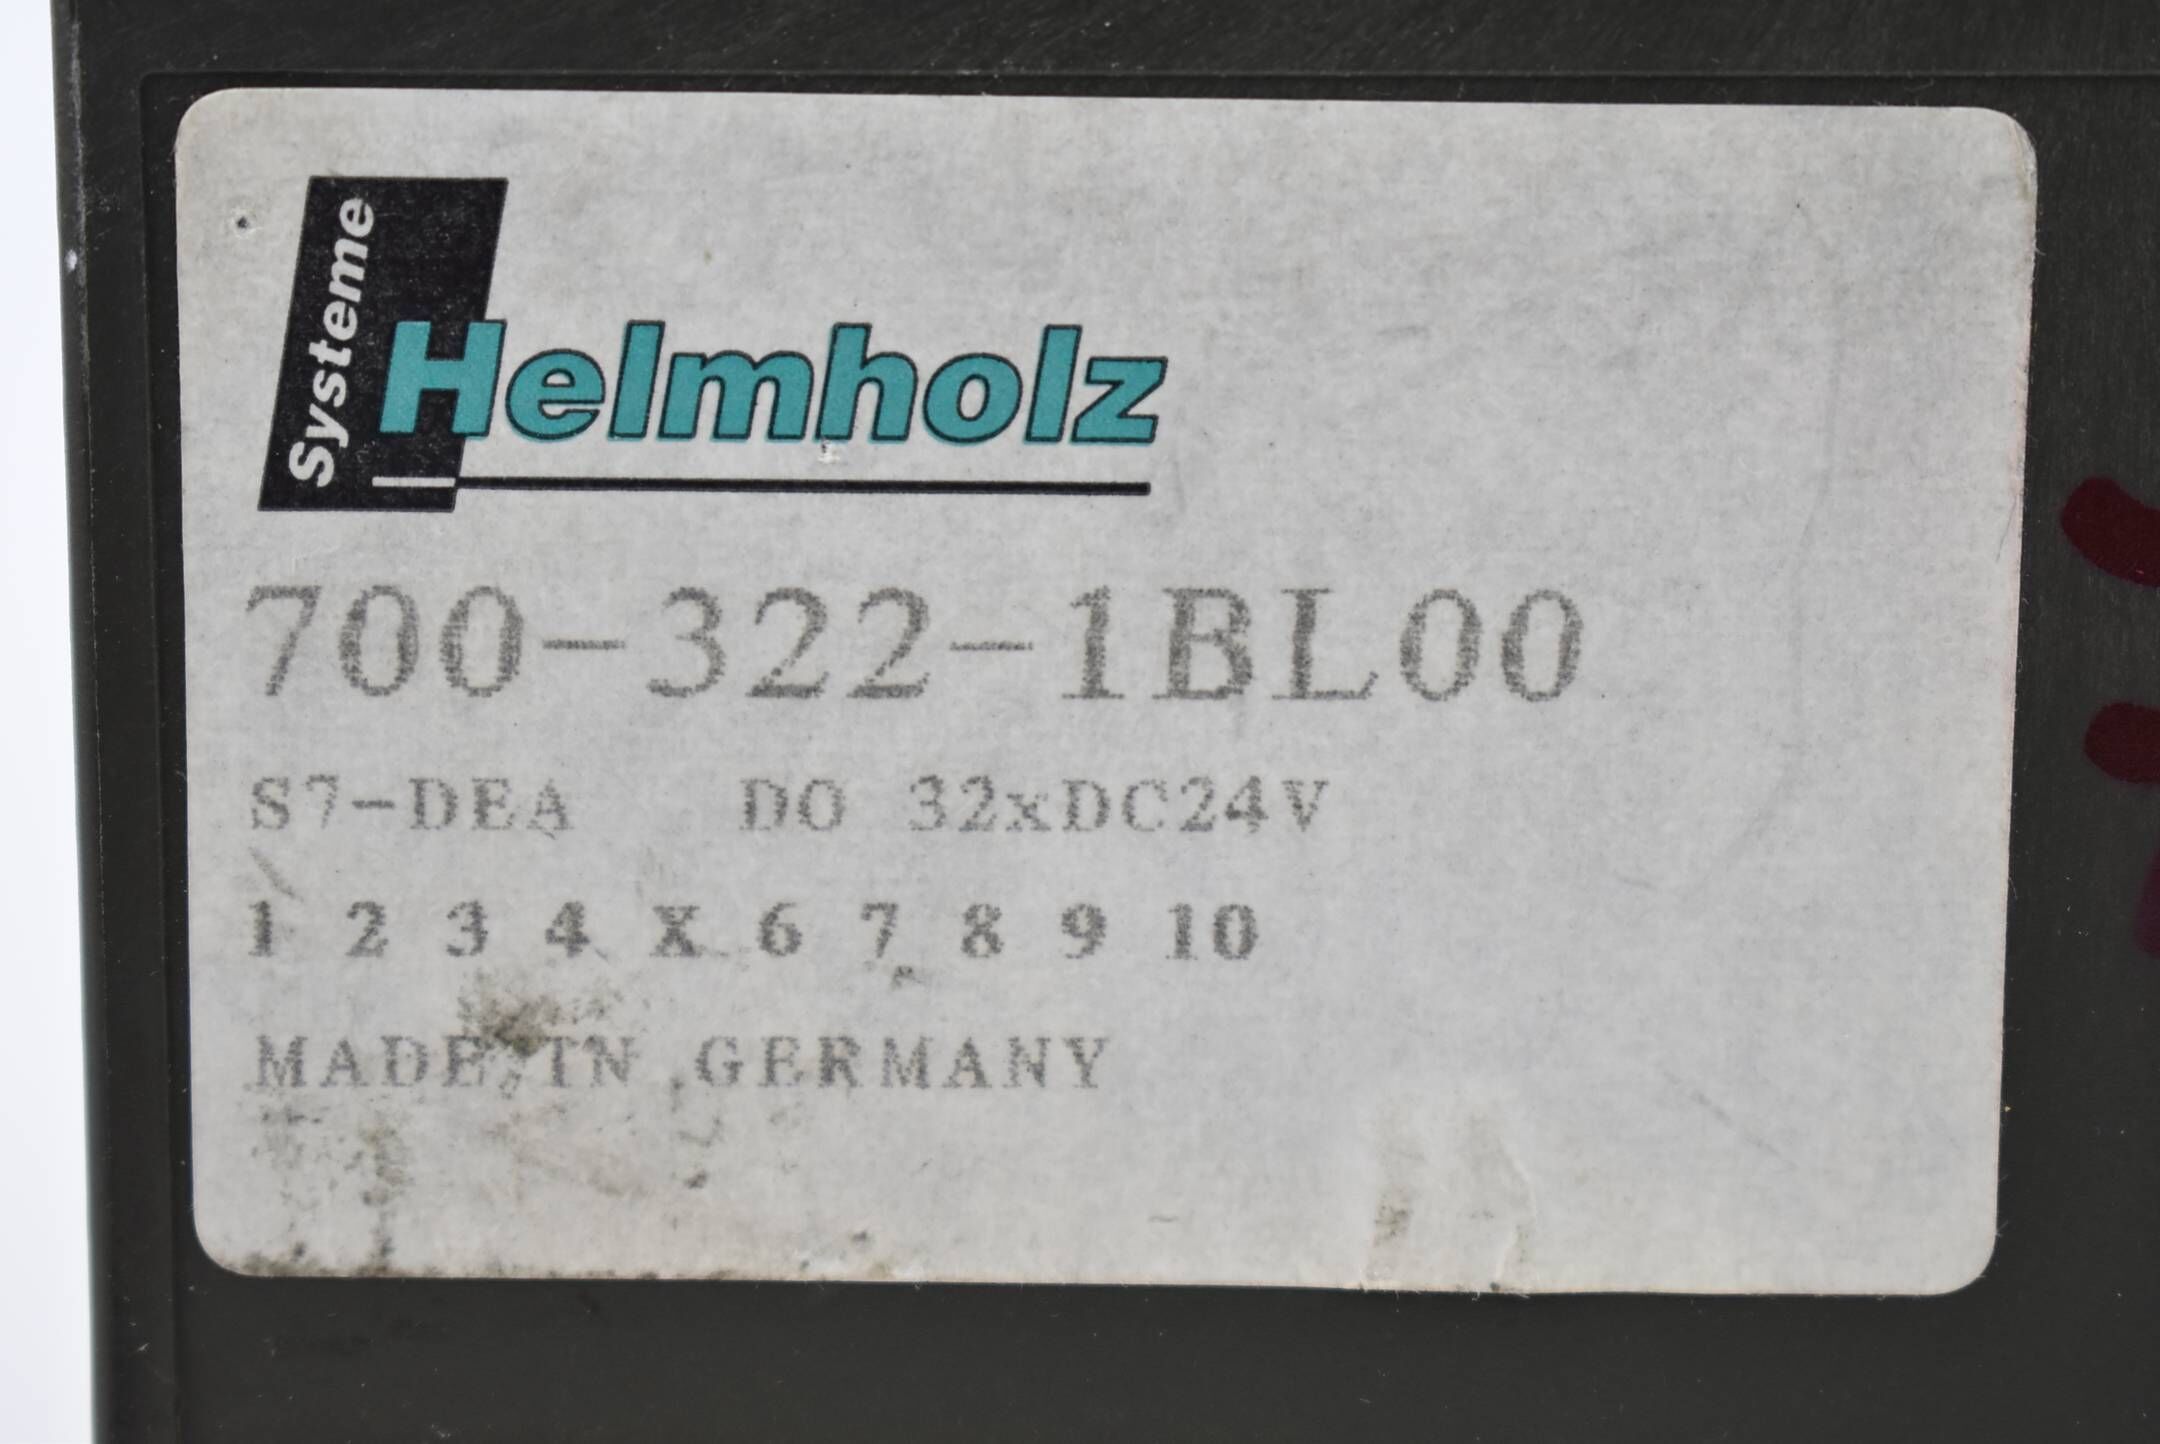 Systeme
Helmholz
700-322-1BL00
S7-DEA DO 32xDC24V
1 2 3 4 X 6 7 8 9 10
MADE IN GERMANY